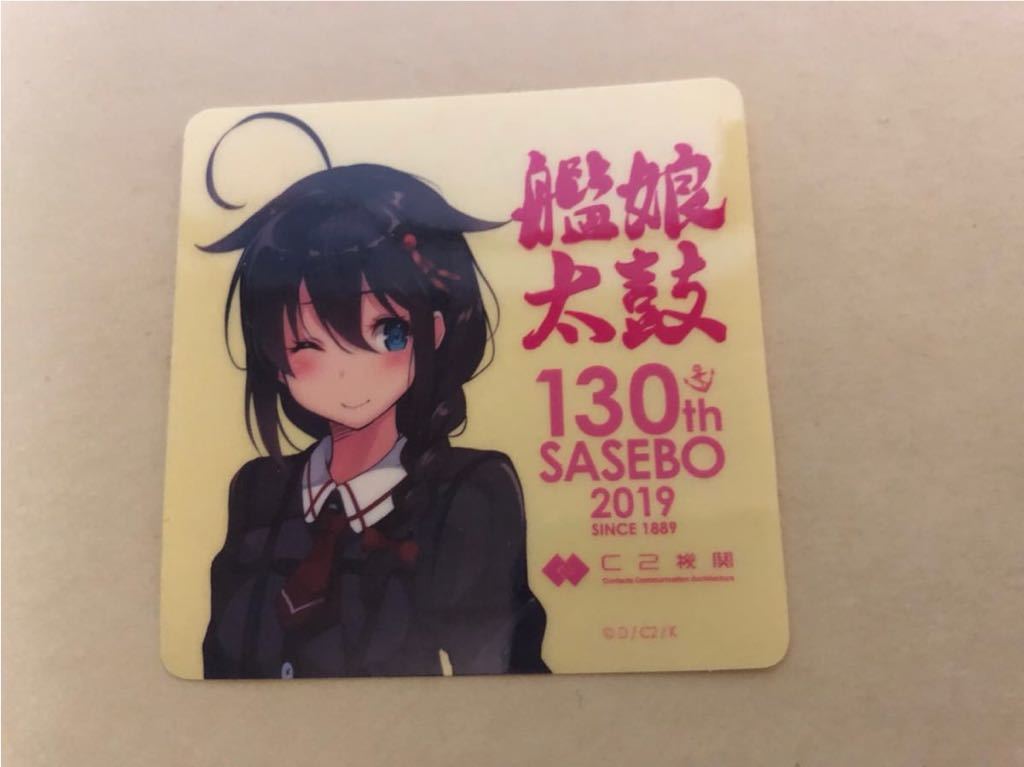 艦娘
太鼓
130th
SASEBO
2019
SINCE 1889
C2機関
Contents Communication Architecture
©D/C2/K